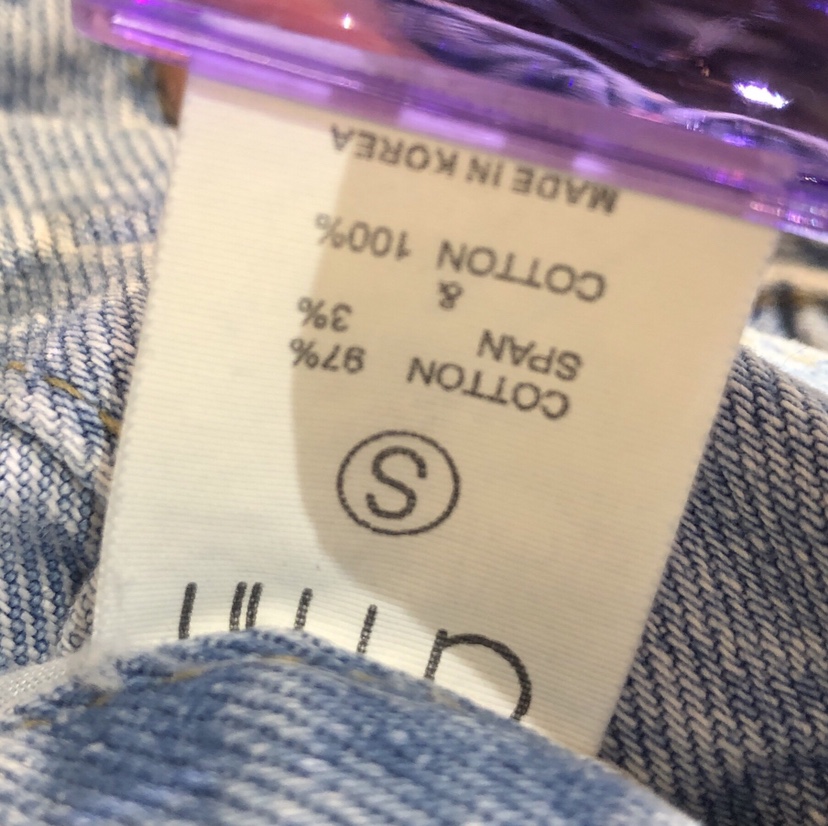 S
COTTON 97%
SPAN 3%
&
COTTON 100%
MADE IN KOREA